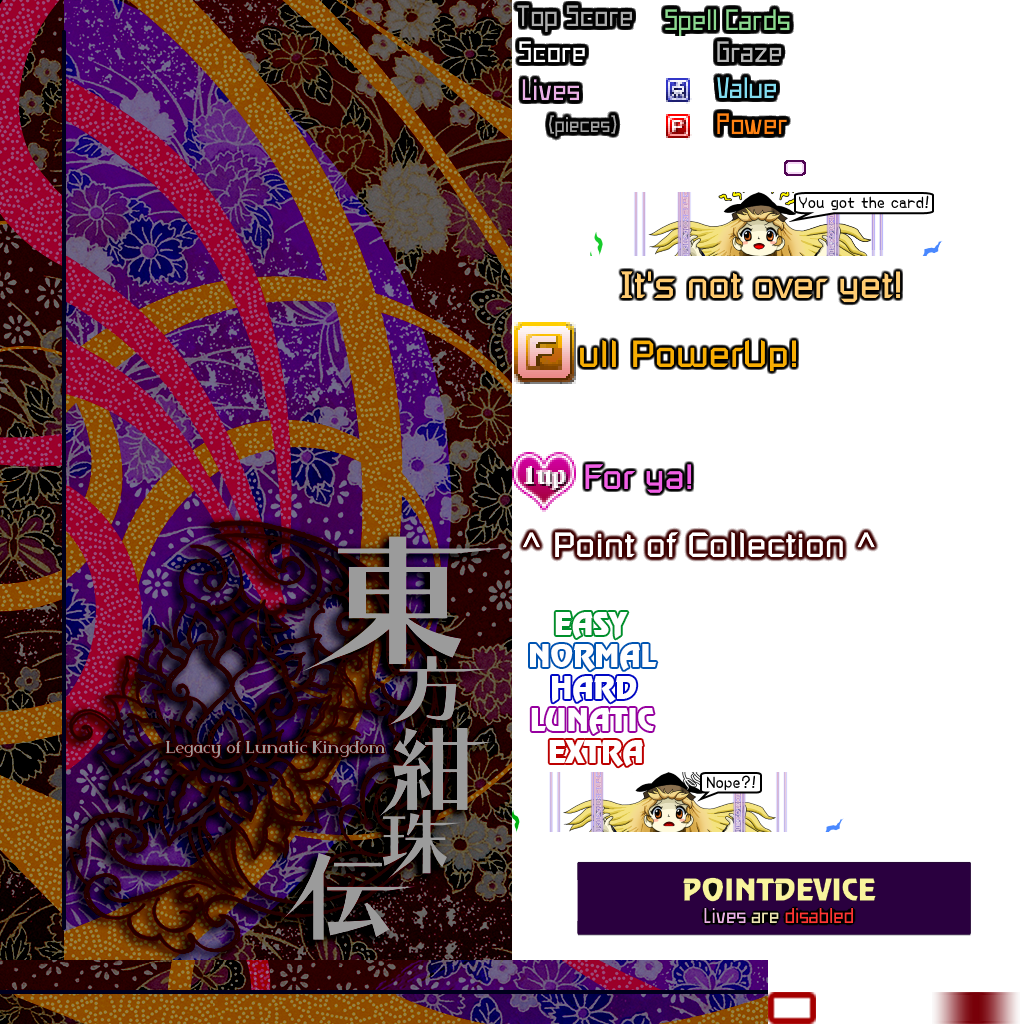 Top Score
Spell Cards
Score
Graze
Lives
Value
(pieces)
P
Power
You got the card!
It's not over yet!
Full PowerUp!
1up For ya!
^ Point of Collection ^
東方紺珠伝
Legacy of Lunatic Kingdom
EASY
NORMAL
HARD
LUNATIC
EXTRA
Nope?!
POINTDEVICE
Lives are disabled